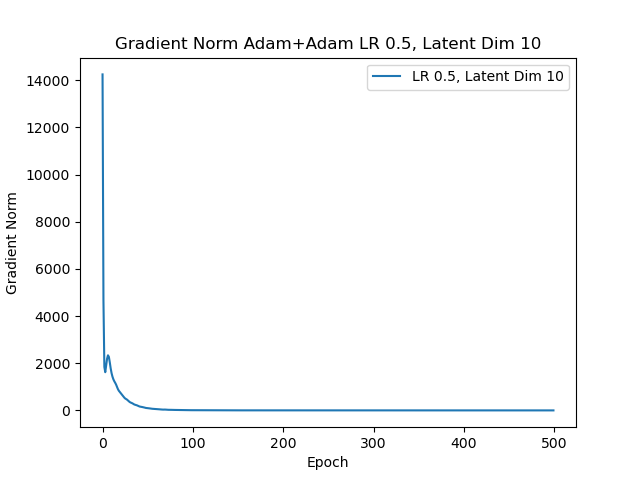 Gradient Norm Adam+Adam LR 0.5, Latent Dim 10
LR 0.5, Latent Dim 10
Gradient Norm
14000
12000
10000
8000
6000
4000
2000
0
0 100 200 300 400 500
Epoch